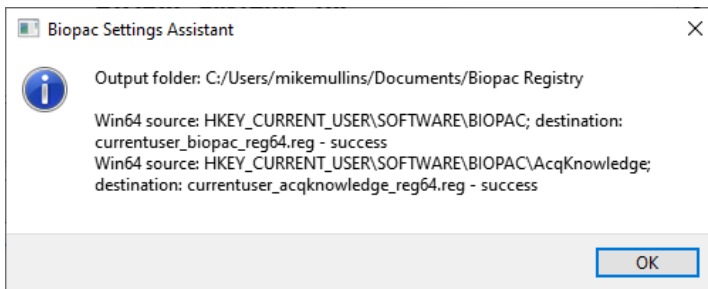 Biopac Settings Assistant
Output folder: C:/Users/mikemullins/Documents/Biopac Registry
Win64 source: HKEY_CURRENT_USER\SOFTWARE\BIOPAC; destination:
currentuser_biopac_reg64.reg - success
Win64 source: HKEY_CURRENT_USER\SOFTWARE\BIOPAC\AcqKnowledge;
destination: currentuser_acqknowledge_reg64.reg - success
OK